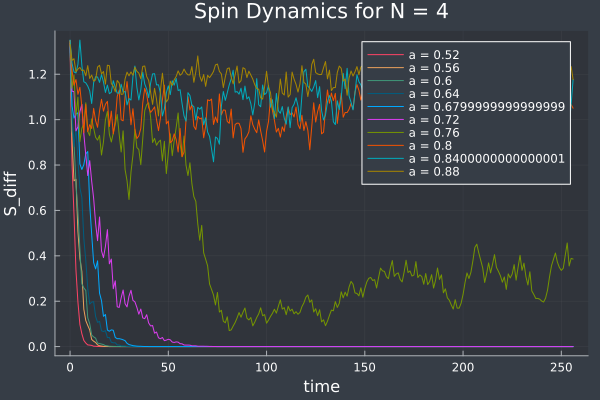 Spin Dynamics for N = 4
S_diff
1.2
1.0
0.8
0.6
0.4
0.2
0.0
a = 0.52
a = 0.56
a = 0.6
a = 0.64
a = 0.6799999999999999
a = 0.72
a = 0.76
a = 0.8
a = 0.8400000000000001
a = 0.88
0 50 100 150 200 250
time